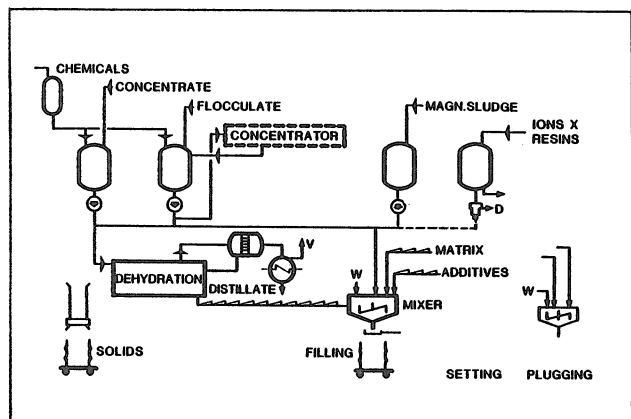 CHEMICALS
CONCENTRATE
FLOCCULATE
CONCENTRATOR
MAGN.SLUDGE
IONS X
RESINS
D
V
MATRIX
DEHYDRATION
DISTILLATE
W
ADDITIVES
MIXER
W
SOLIDS
FILLING
SETTING
PLUGGING